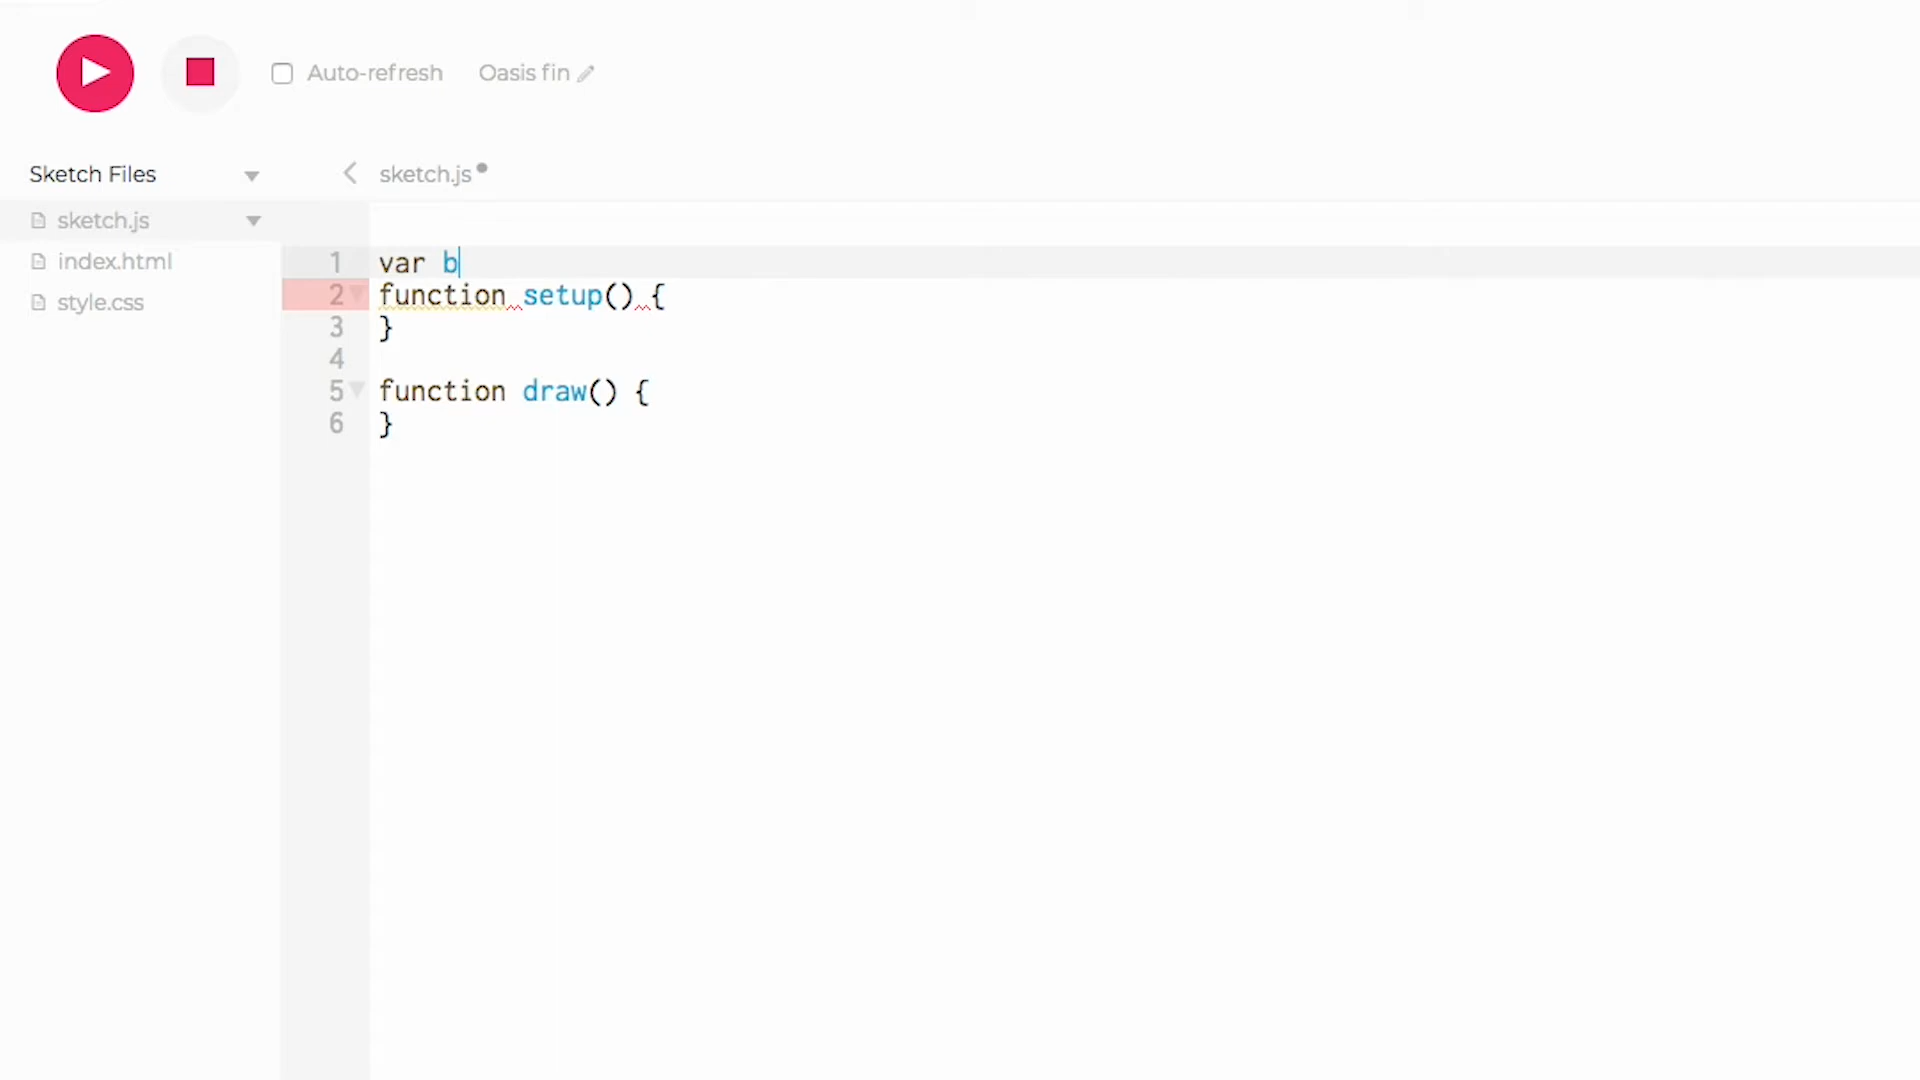 Auto-refresh Oasis fin
Sketch Files
sketch.js
sketch.js
index.html
style.css
1 var b
2 function setup() {
3 }
4
5 function draw() {
6 }